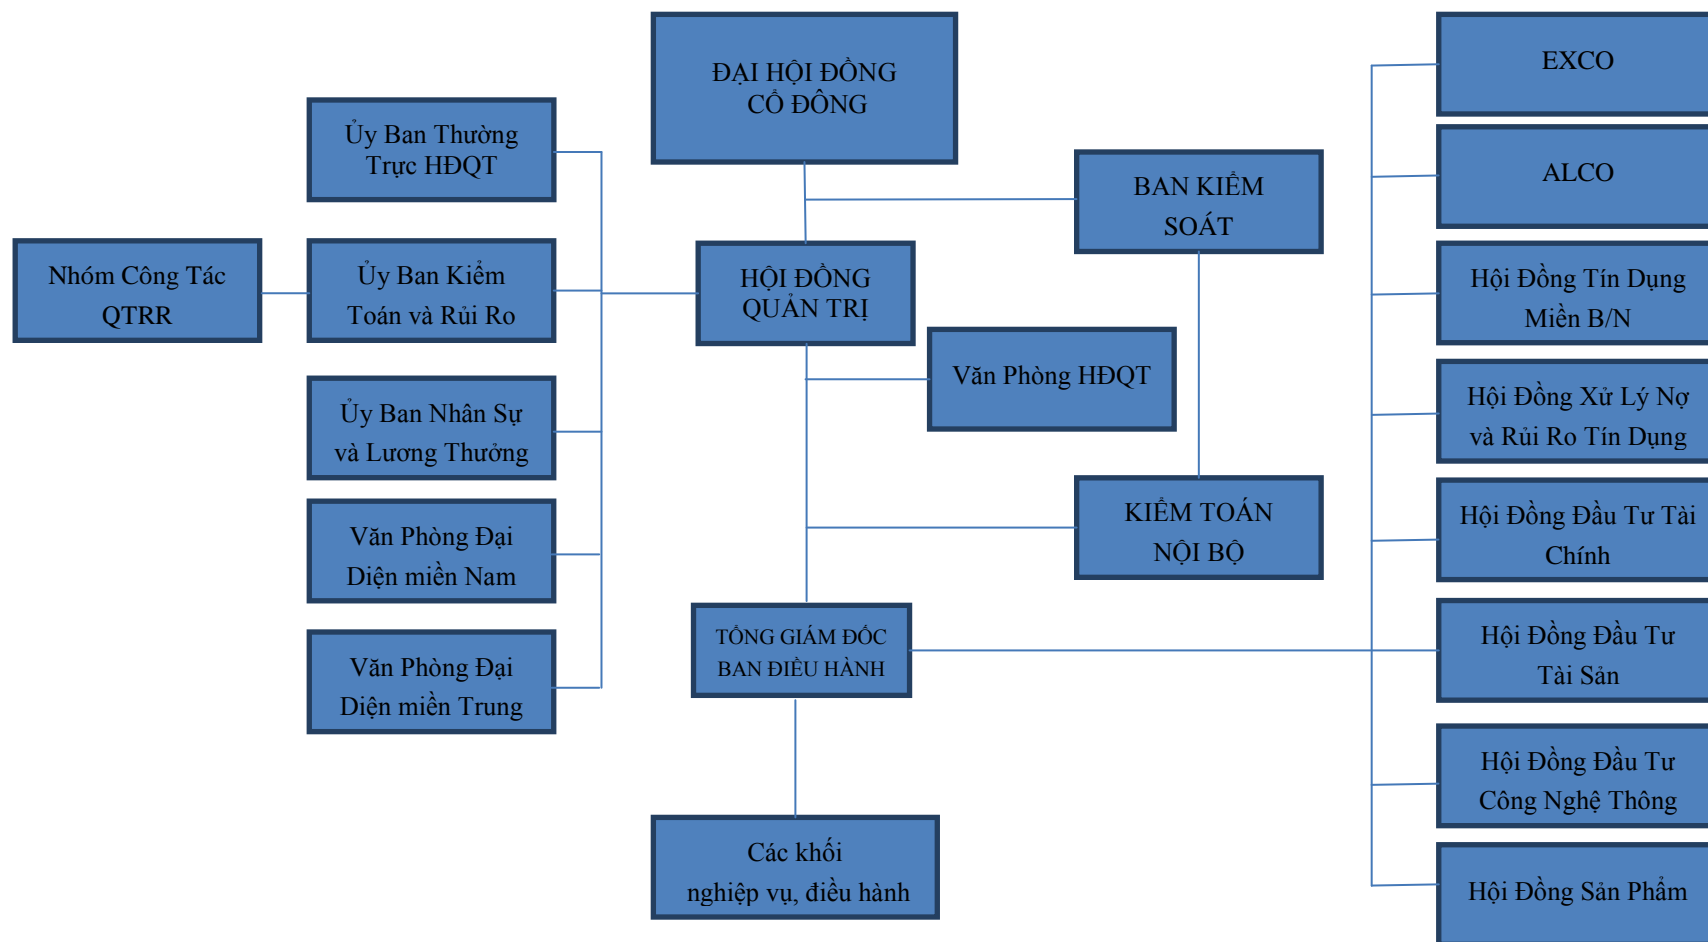 ĐẠI HỘI ĐỒNG
CỔ ĐÔNG
EXCO
Ủy Ban Thường
Trực HĐQT
ALCO
BAN KIỂM
SOÁT
Nhóm Công Tác
QTRR
Ủy Ban Kiểm
Toán và Rủi Ro
HỘI ĐỒNG
QUẢN TRỊ
Hội Đồng Tín Dụng
Miền B/N
Văn Phòng HĐQT
Hội Đồng Xử Lý Nợ
và Rủi Ro Tín Dụng
Ủy Ban Nhân Sự
và Lương Thưởng
KIỂM TOÁN
NỘI BỘ
Hội Đồng Đầu Tư Tài
Chính
Văn Phòng Đại
Diện miền Nam
TỔNG GIÁM ĐỐC
BAN ĐIỀU HÀNH
Hội Đồng Đầu Tư
Tài Sản
Văn Phòng Đại
Diện miền Trung
Hội Đồng Đầu Tư
Công Nghệ Thông
Các khối
nghiệp vụ, điều hành
Hội Đồng Sản Phẩm